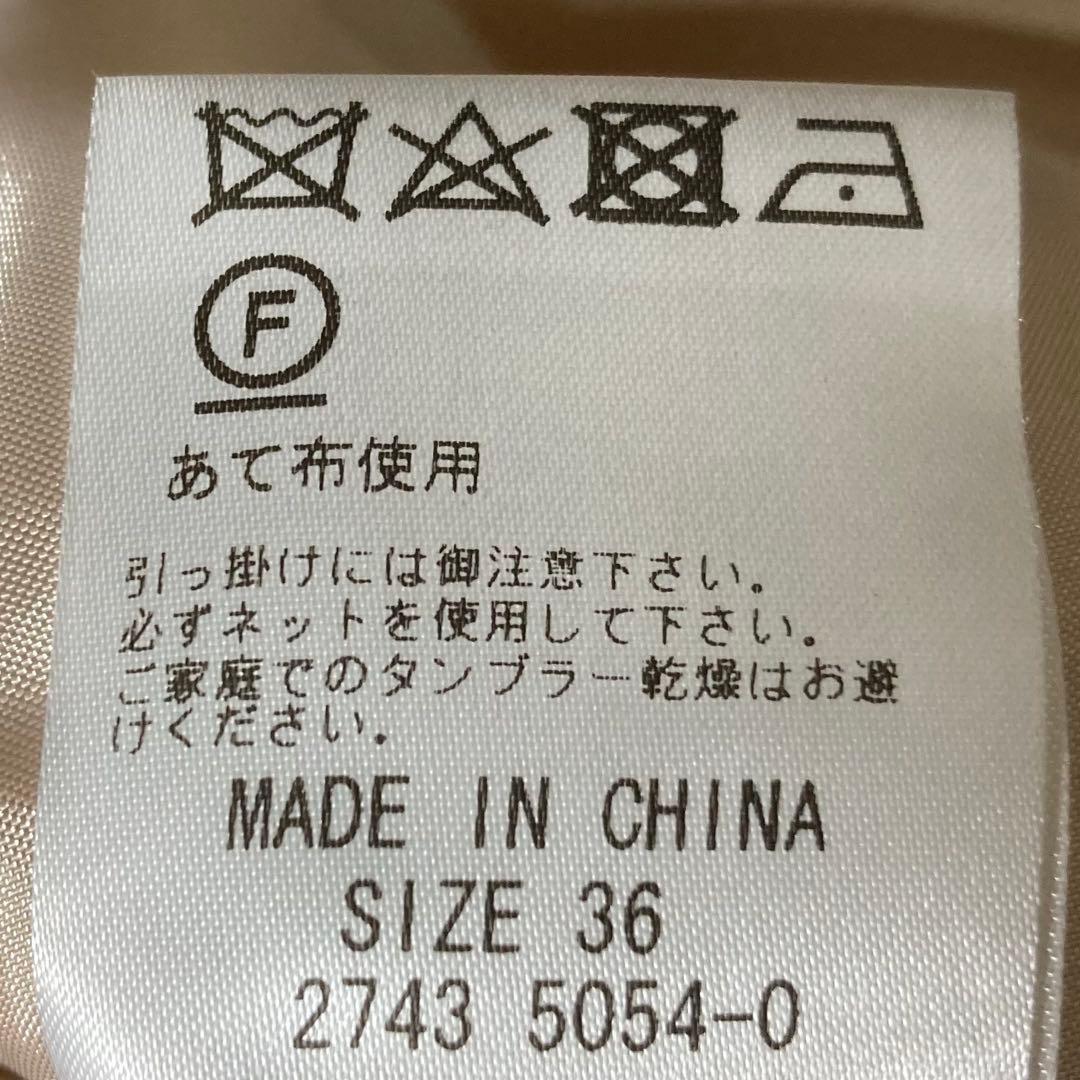 F
あて布使用
引っ掛けには御注意下さい。
必ずネットを使用して下さい。
ご家庭でのタンブラー乾燥はお避
けください。
MADE IN CHINA
SIZE 36
2743 5054-0